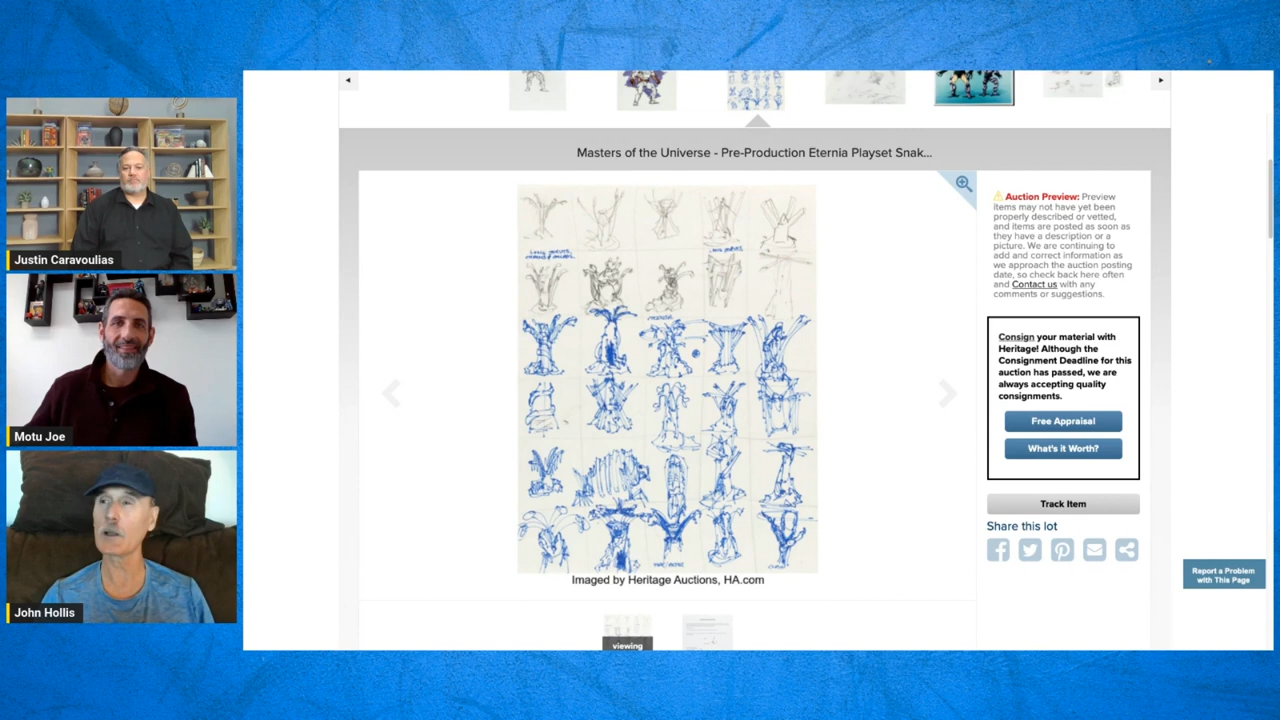 Justin Caravoulias
Motu Joe
John Hollis
Masters of the Universe - Pre-Production Eternia Playset Snak...
Imaged by Heritage Auctions, HA.com
viewing
Auction Preview: Preview
items may not have yet been
properly described or vetted,
and items are posted as soon as
they have a description or a
picture. We are continuing to
add and correct information as
we approach the auction posting
date, so check back here often
and Contact us with any
comments or suggestions.
Consign your material with
Heritage! Although the
Consignment Deadline for this
auction has passed, we are
always accepting quality
consignments.
Free Appraisal
What's it Worth?
Track Item
Share this lot
Report a Problem
with This Page